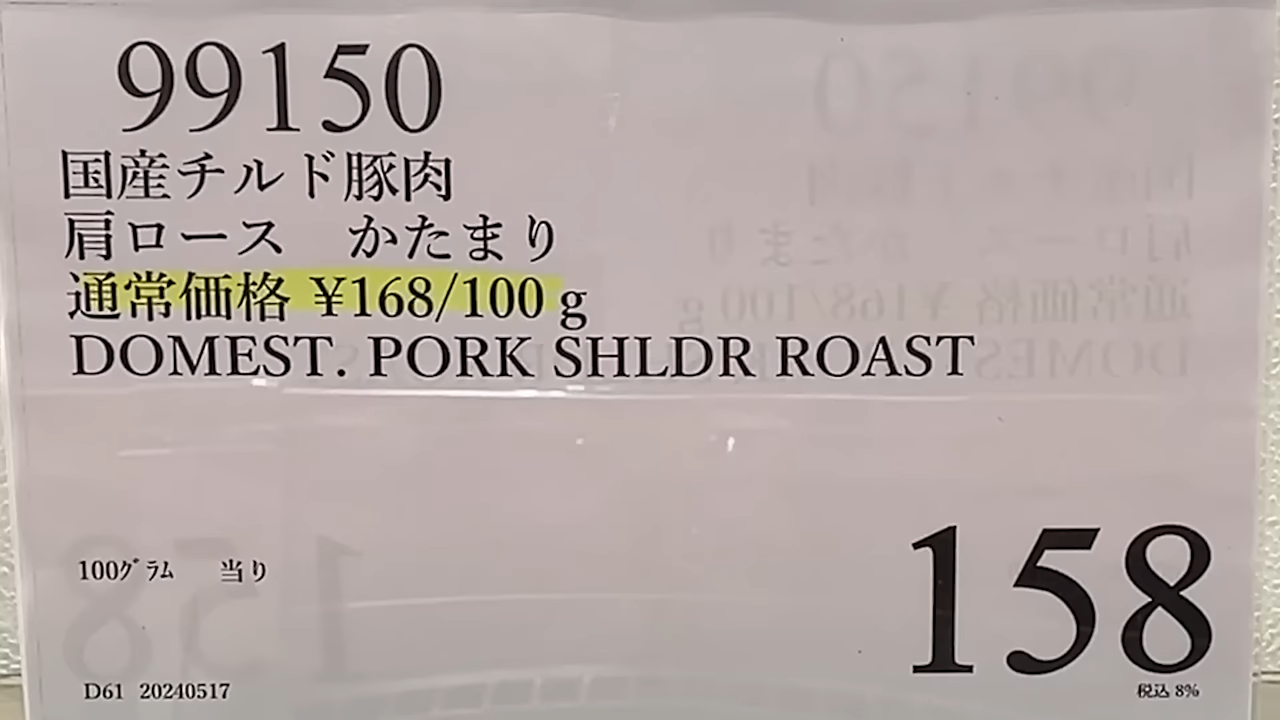 99150
国産チルド豚肉
肩ロース　かたまり
通常価格 ¥168/100g
DOMEST. PORK SHLDR ROAST
100ｸﾞﾗﾑ　当り
158
税込 8%
D61 20240517